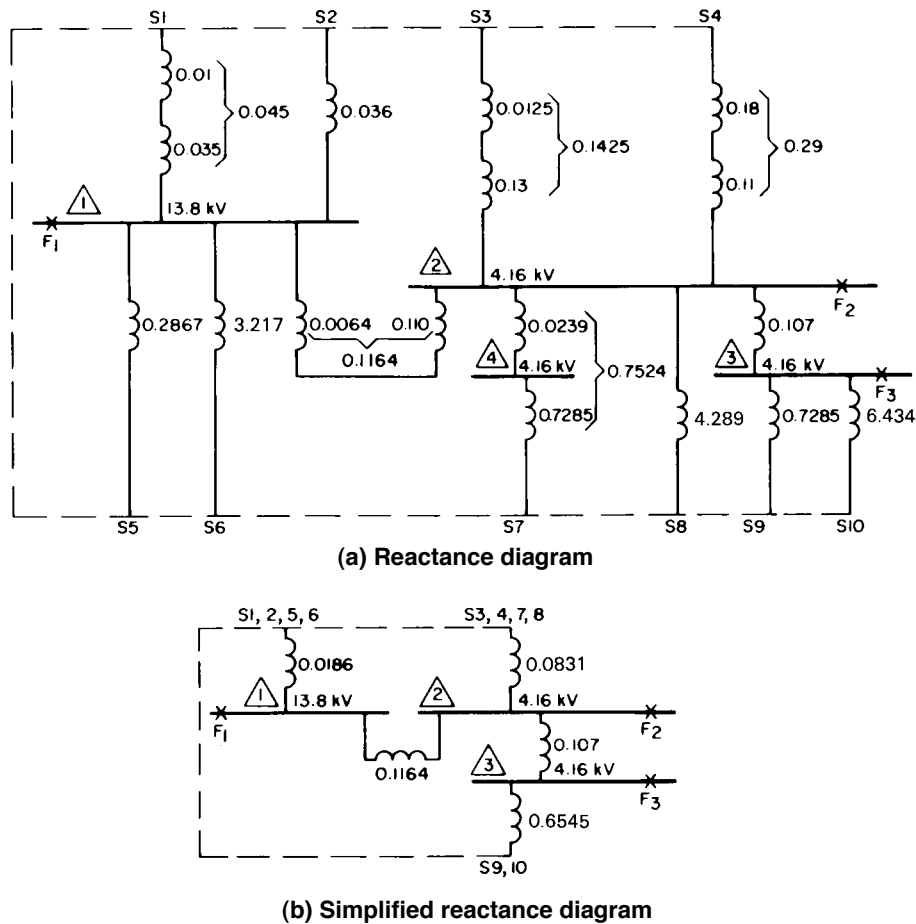 S1 S2 S3 S4
0.01
0.045
0.035
0.036
0.0125
0.1425
0.13
0.18
0.29
0.11
1
13.8 kV
F1
2
4.16 kV
F2
0.2867
3.217
0.0064
0.110
0.1164
0.0239
4
4.16 kV
0.7524
0.7285
4.289
0.107
3
4.16 kV
F3
0.7285
6.434
S5 S6 S7 S8 S9 S10
(a) Reactance diagram
S1, 2, 5, 6
S3, 4, 7, 8
0.0186
0.0831
1
13.8 kV
2
4.16 kV
F1
F2
0.1164
0.107
3
4.16 kV
F3
0.6545
S9, 10
(b) Simplified reactance diagram